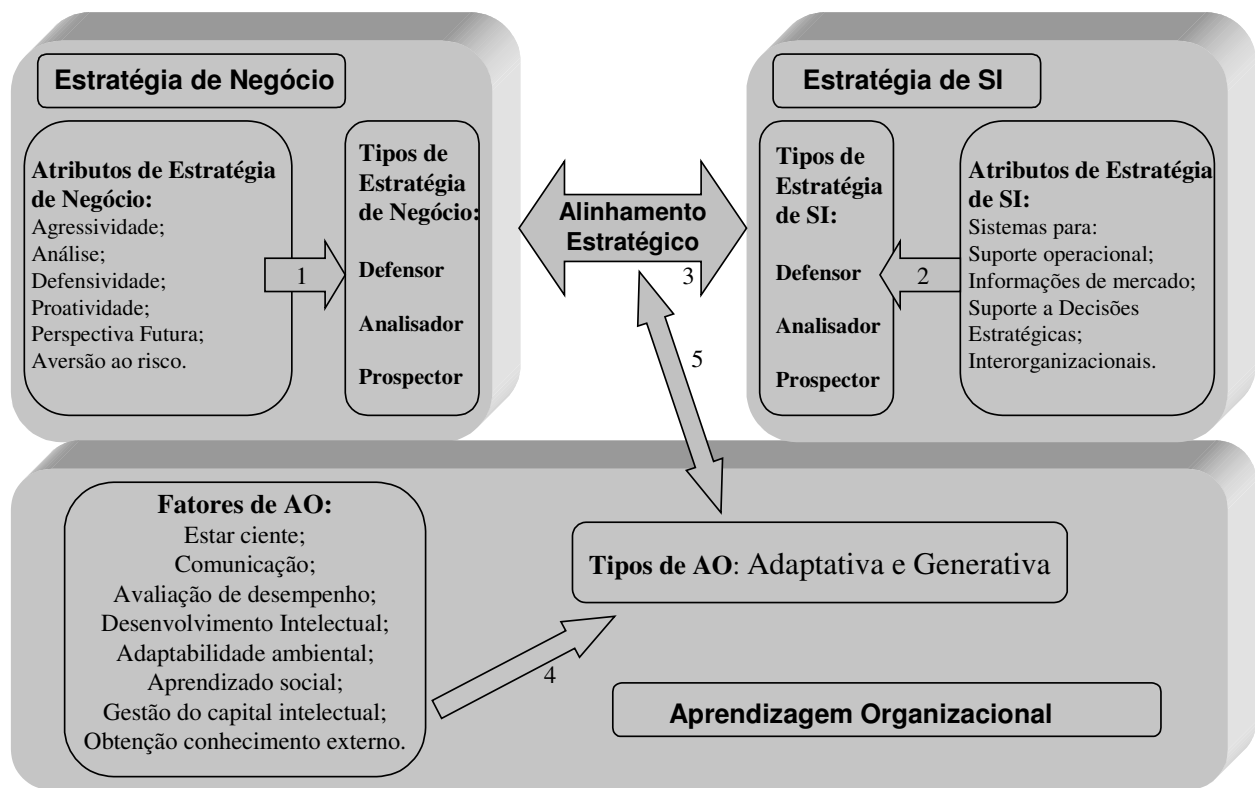 Estratégia de Negócio
Atributos de Estratégia
de Negócio:
Agressividade;
Análise;
Defensividade;
Proatividade;
Perspectiva Futura;
Aversão ao risco.
1
Tipos de
Estratégia
de Negócio:
Defensor
Analisador
Prospector
Alinhamento
Estratégico
3
5
Estratégia de SI
Tipos de
Estratégia
de SI:
Defensor
Analisador
Prospector
2
Atributos de Estratégia
de SI:
Sistemas para:
Suporte operacional;
Informações de mercado;
Suporte a Decisões
Estratégicas;
Interorganizacionais.
Fatores de AO:
Estar ciente;
Comunicação;
Avaliação de desempenho;
Desenvolvimento Intelectual;
Adaptabilidade ambiental;
Aprendizado social;
Gestão do capital intelectual;
Obtenção conhecimento externo.
4
Tipos de AO: Adaptativa e Generativa
Aprendizagem Organizacional